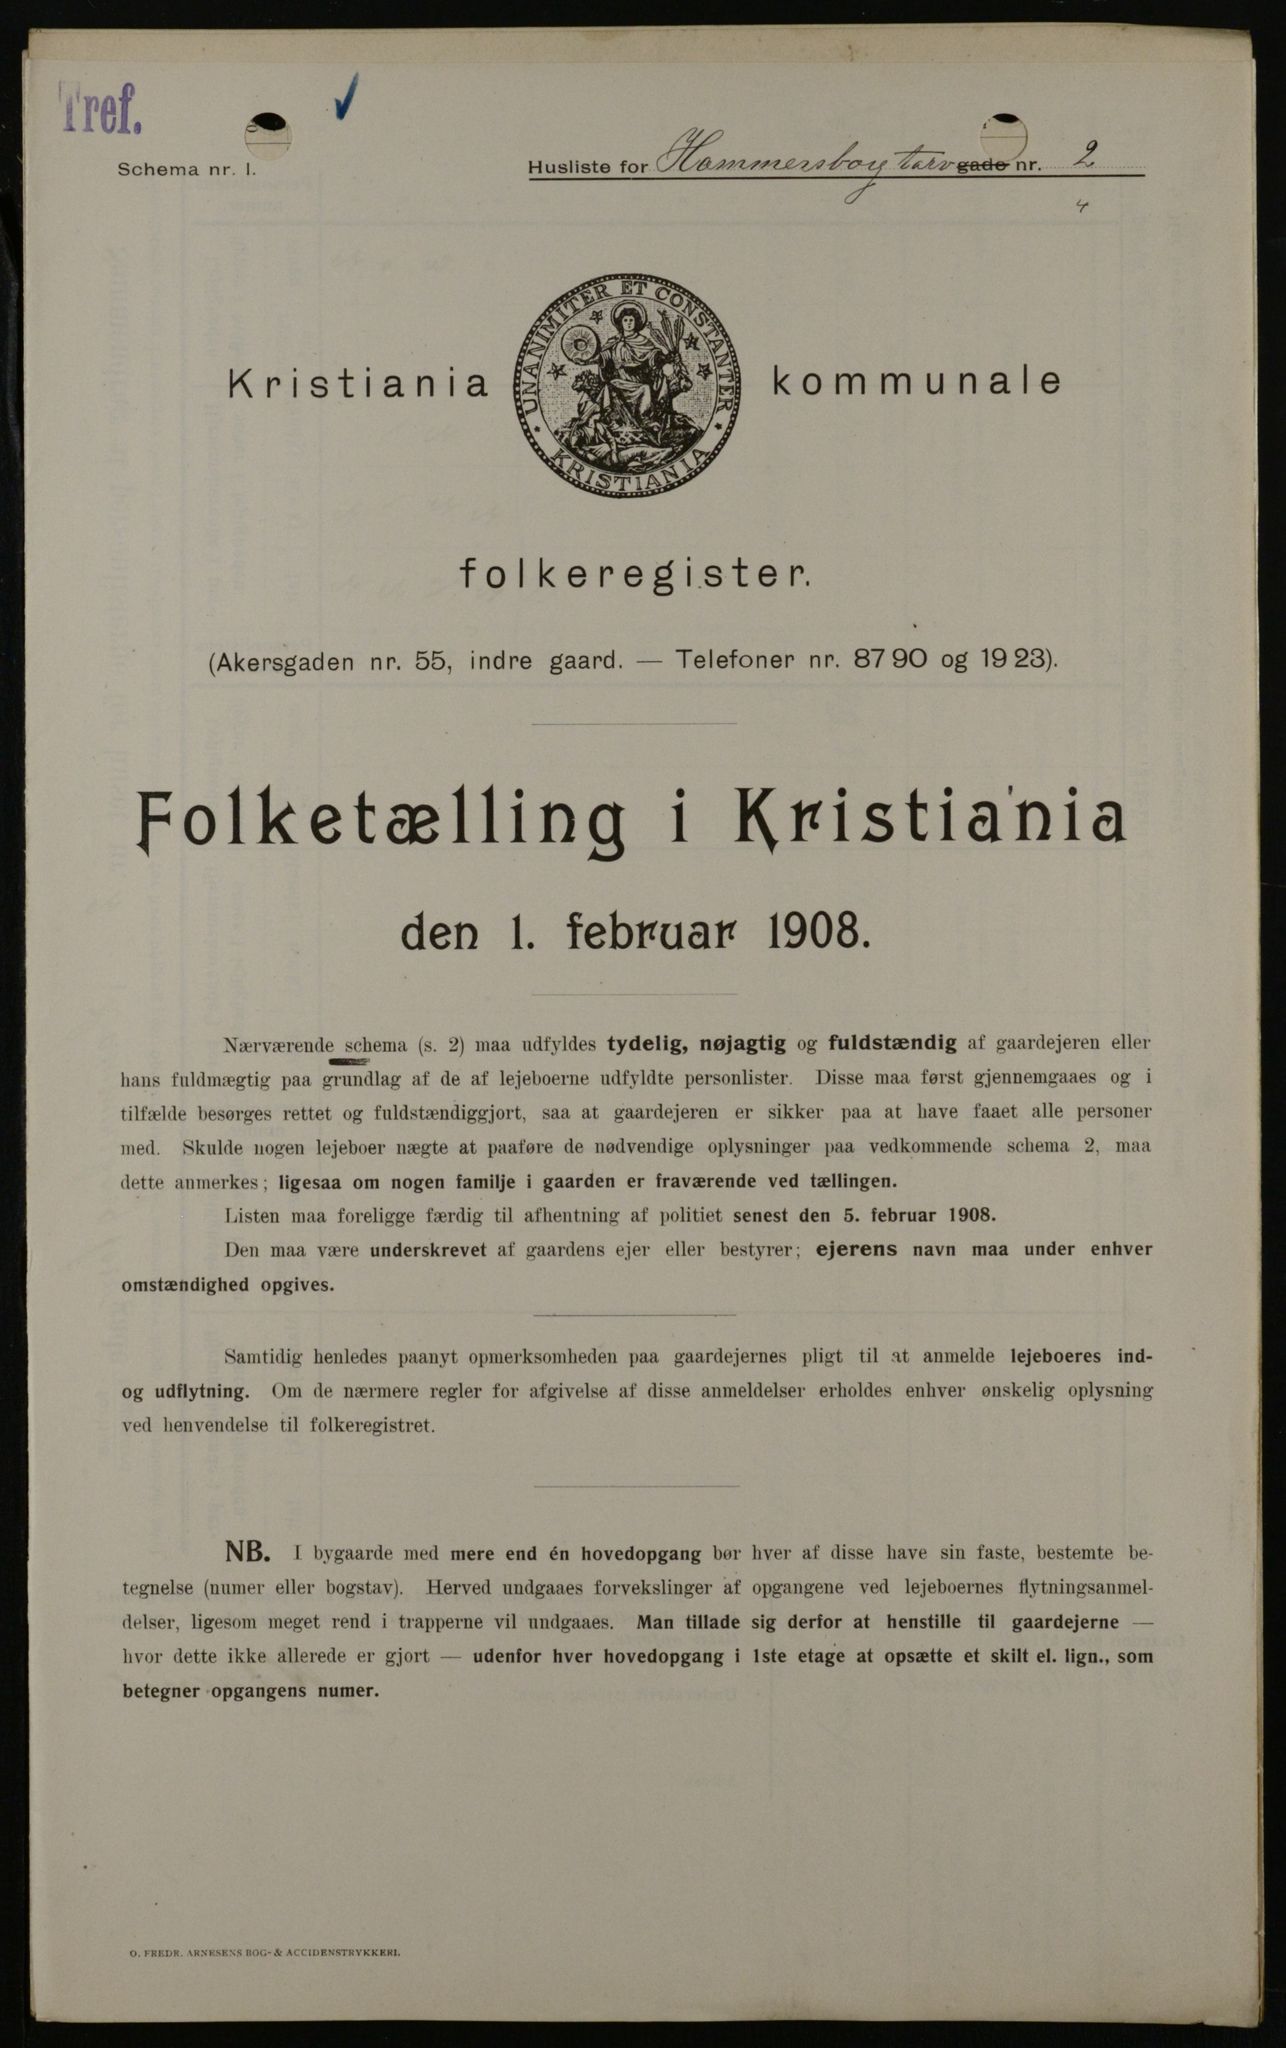 Tref.
Schema nr. 1.
Husliste for Hammersborg torv gade nr. 2
4
UNANIMITER ET CONSTANTER
KRISTIANIA
Kristiania kommunale
folkeregister.
(Akersgaden nr. 55, indre gaard. — Telefoner nr. 8790 og 1923).
Folketælling i Kristiania
den 1. februar 1908.
Nærværende schema (s. 2) maa udfyldes tydelig, nøjagtig og fuldstændig af gaardejeren eller
hans fuldmægtig paa grundlag af de af lejeboerne udfyldte personlister. Disse maa først gjennemgaaes og i
tilfælde besørges rettet og fuldstændiggjort, saa at gaardejeren er sikker paa at have faaet alle personer
med. Skulde nogen lejeboer nægte at paaføre de nødvendige oplysninger paa vedkommende schema 2, maa
dette anmerkes; ligesaa om nogen familje i gaarden er fraværende ved tællingen.
Listen maa foreligge færdig til afhentning af politiet senest den 5. februar 1908.
Den maa være underskrevet af gaardens ejer eller bestyrer; ejerens navn maa under enhver
omstændighed opgives.
Samtidig henledes paanyt opmerksomheden paa gaardejernes pligt til at anmelde lejeboeres ind-
og udflytning. Om de nærmere regler for afgivelse af disse anmeldelser erholdes enhver ønskelig oplysning
ved henvendelse til folkeregistret.
NB. I bygaarde med mere end én hovedopgang bør hver af disse have sin faste, bestemte be-
tegnelse (numer eller bogstav). Herved undgaaes forvekslinger af opgangene ved lejeboernes flytningsanmel-
delser, ligesom meget rend i trapperne vil undgaaes. Man tillade sig derfor at henstille til gaardejerne —
hvor dette ikke allerede er gjort — udenfor hver hovedopgang i 1ste etage at opsætte et skilt el. lign., som
betegner opgangens numer.
O. FREDR. ARNESENS BOG- & ACCIDENSTRYKKERI.